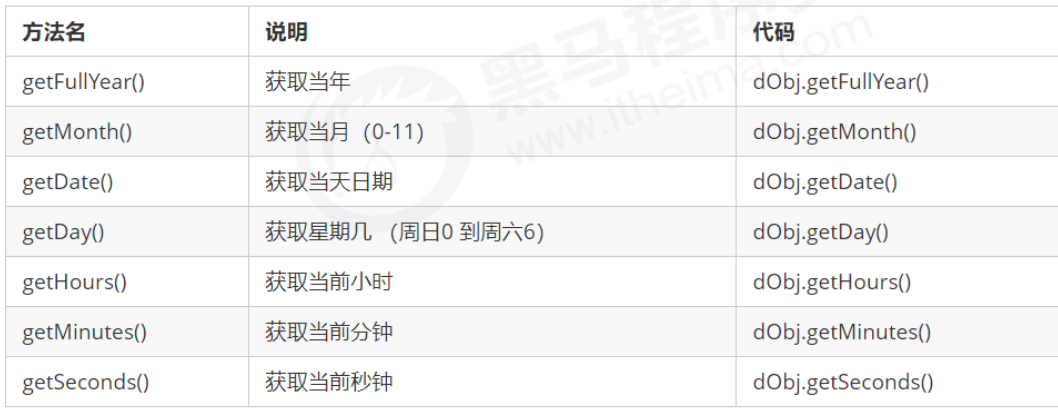 方法名 说明 代码
getFullYear() 获取当年 dObj.getFullYear()
getMonth() 获取当月（0-11） dObj.getMonth()
getDate() 获取当天日期 dObj.getDate()
getDay() 获取星期几 （周日0 到周六6） dObj.getDay()
getHours() 获取当前小时 dObj.getHours()
getMinutes() 获取当前分钟 dObj.getMinutes()
getSeconds() 获取当前秒钟 dObj.getSeconds()
黑马程序
www.itheima.com